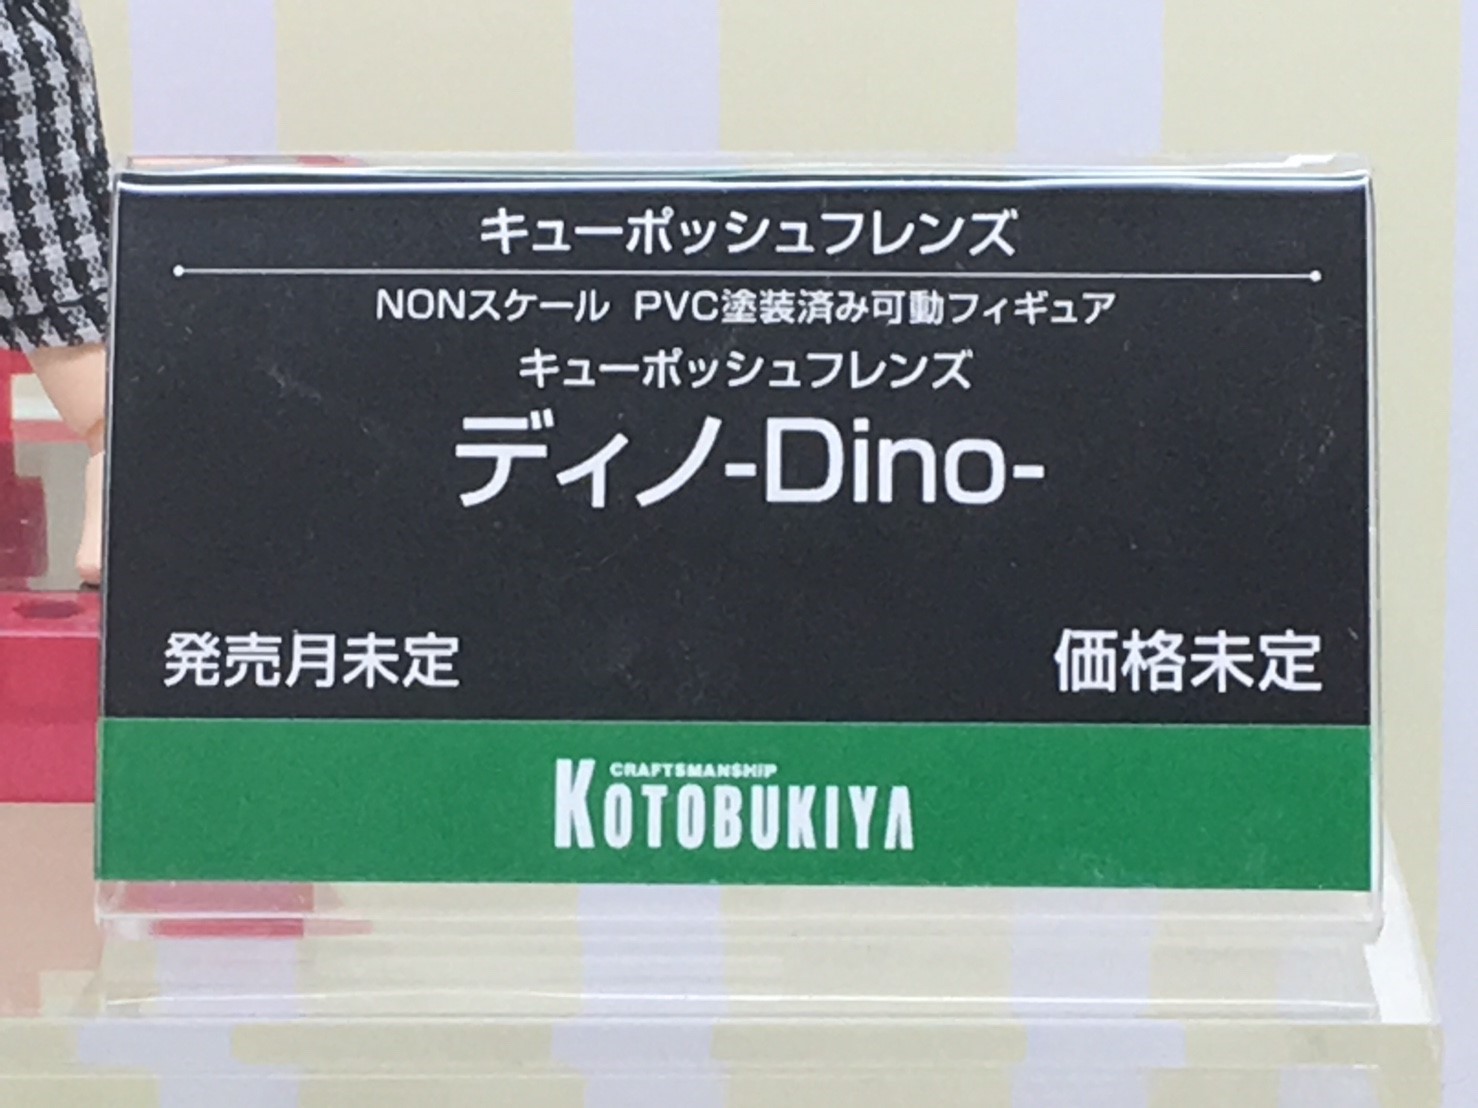 キューポッシュフレンズ
NONスケール PVC塗装済み可動フィギュア
キューポッシュフレンズ
ディノ-Dino-
発売月未定 価格未定
CRAFTSMANSHIP
KOTOBUKIYA